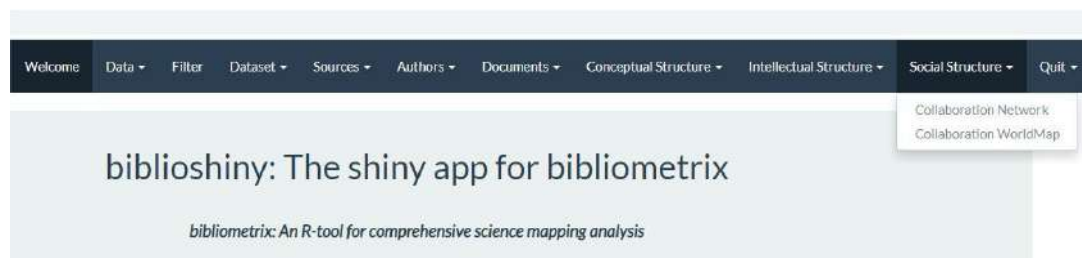 Welcome Data Filter Dataset Sources Authors Documents Conceptual Structure Intellectual Structure Social Structure Quit
Collaboration Network
Collaboration WorldMap
biblioshiny: The shiny app for bibliometrix
bibliometrix: An R-tool for comprehensive science mapping analysis